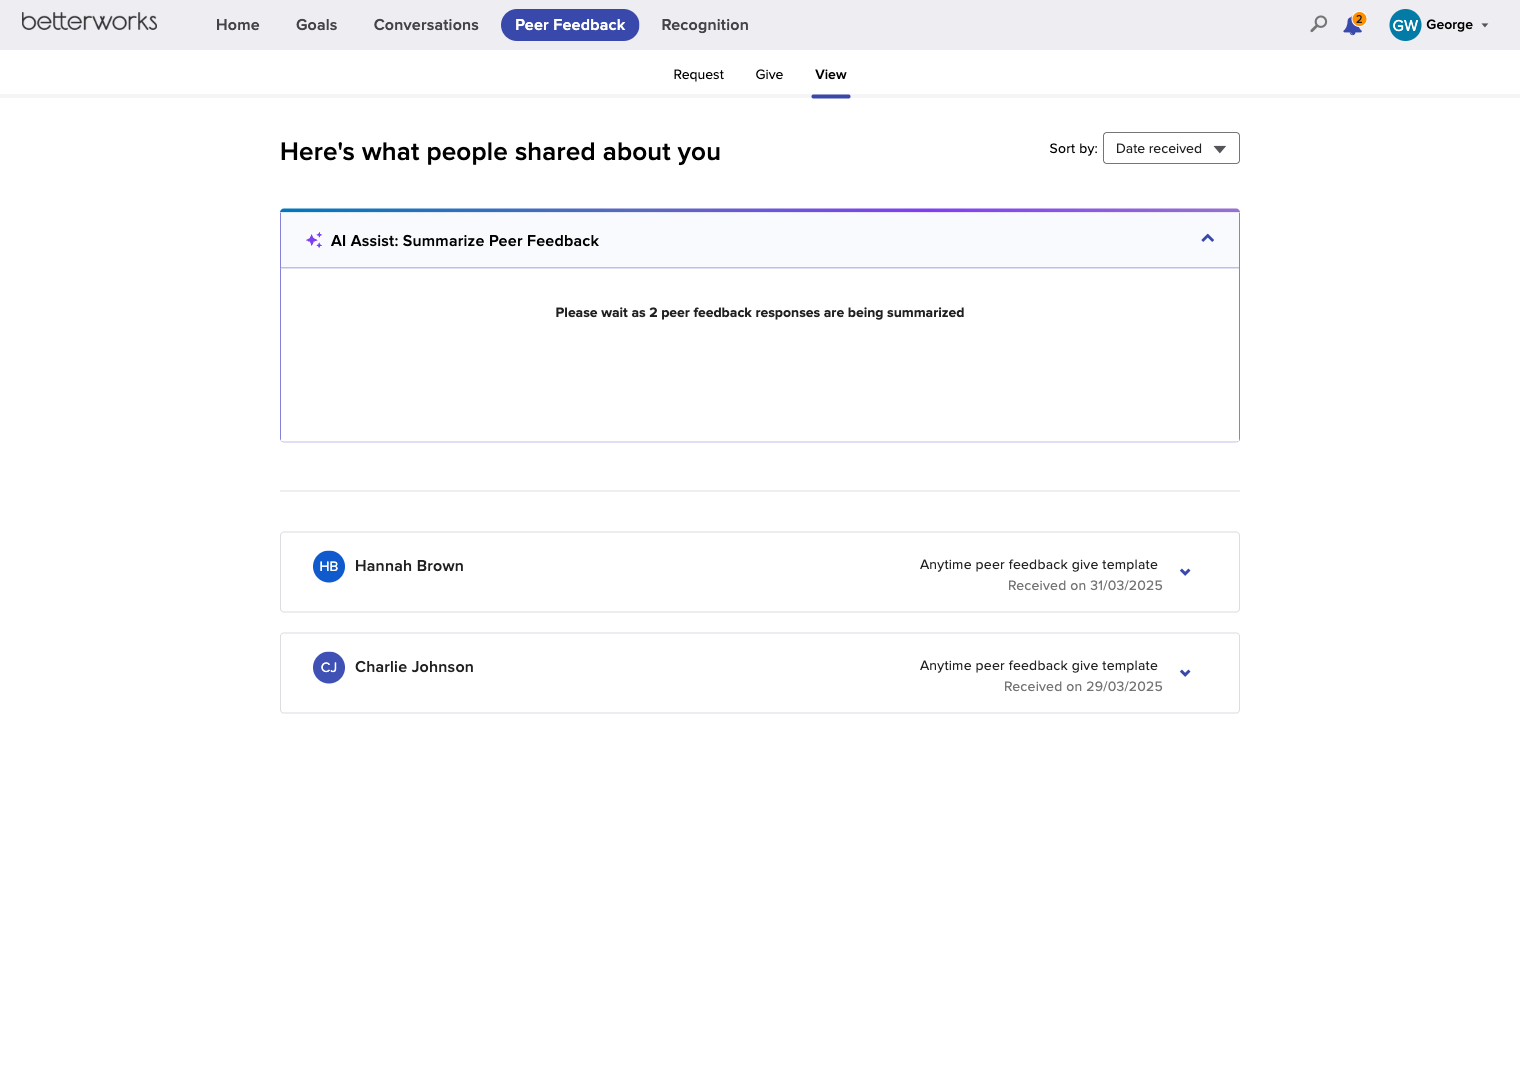 betterworks
Home Goals Conversations Peer Feedback Recognition
2
GW George
Request Give View
Here's what people shared about you
Sort by: Date received
AI Assist: Summarize Peer Feedback
Please wait as 2 peer feedback responses are being summarized
HB Hannah Brown
Anytime peer feedback give template
Received on 31/03/2025
CJ Charlie Johnson
Anytime peer feedback give template
Received on 29/03/2025